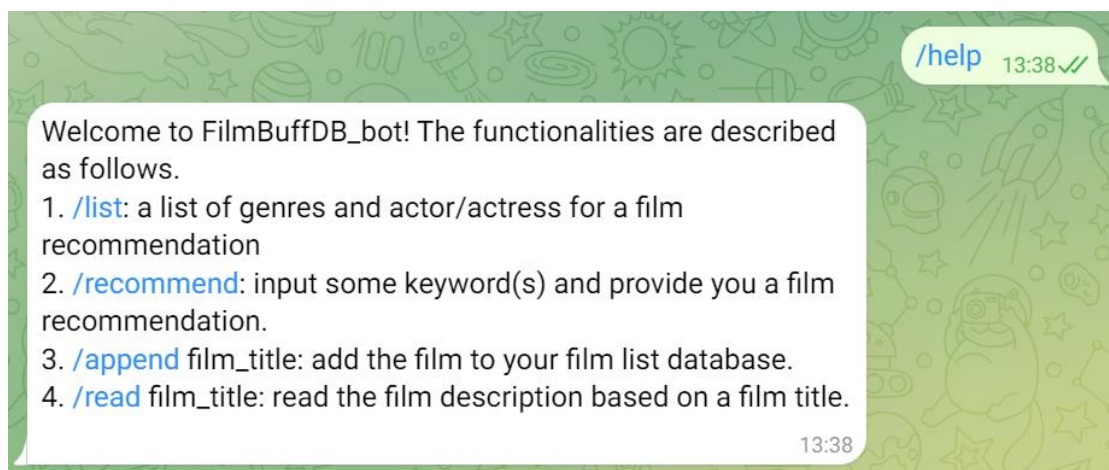 /help 13:38
Welcome to FilmBuffDB_bot! The functionalities are described
as follows.
1. /list: a list of genres and actor/actress for a film
recommendation
2. /recommend: input some keyword(s) and provide you a film
recommendation.
3. /append film_title: add the film to your film list database.
4. /read film_title: read the film description based on a film title.
13:38